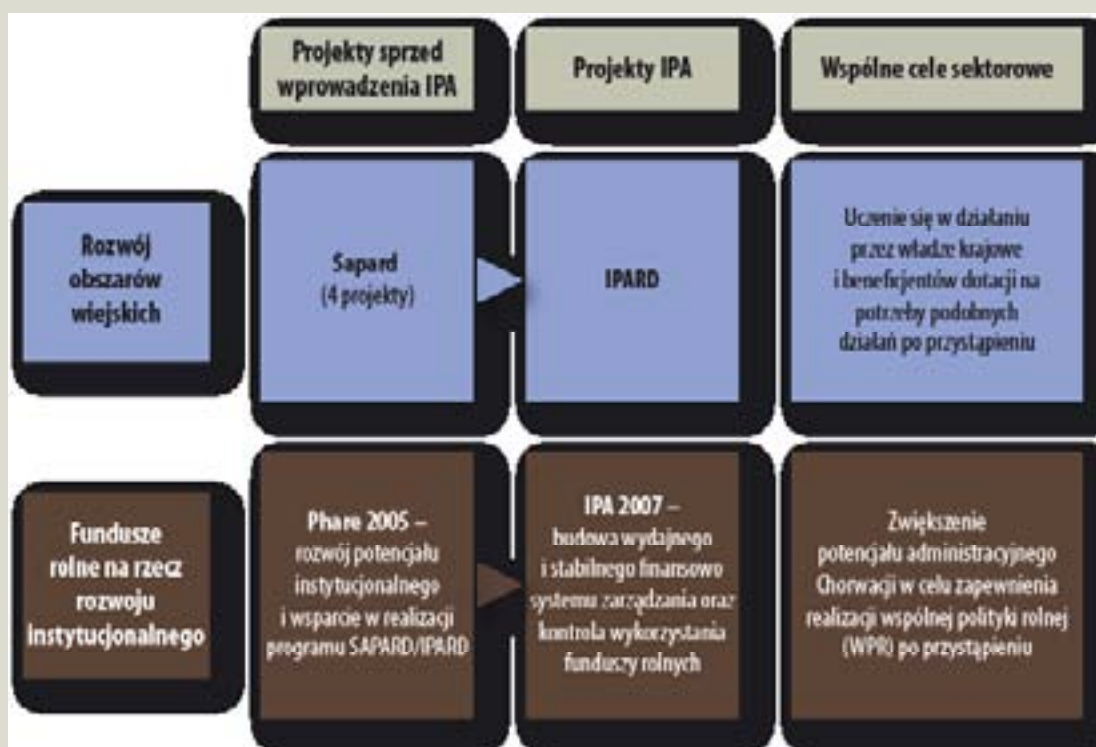 Projekty sprzed
wprowadzenia IPA
Projekty IPA
Wspólne cele sektorowe
Rozwój
obszarów
wiejskich
Sapard
(4 projekty)
IPARD
Uczenie się w działaniu
przez władze krajowe
i beneficjentów dotacji na
potrzeby podobnych
działań po przystąpieniu
Fundusze
rolne na rzecz
rozwoju
instytucjonalnego
Phare 2005 –
rozwój potencjału
instytucjonalnego
i wsparcie w realizacji
programu SAPARD/IPARD
IPA 2007 –
budowa wydajnego
i stabilnego finansowo
systemu zarządzania oraz
kontrola wykorzystania
funduszy rolnych
Zwiększenie
potencjału administracyjnego
Chorwacji w celu zapewnienia
realizacji wspólnej polityki rolnej
(WPR) po przystąpieniu